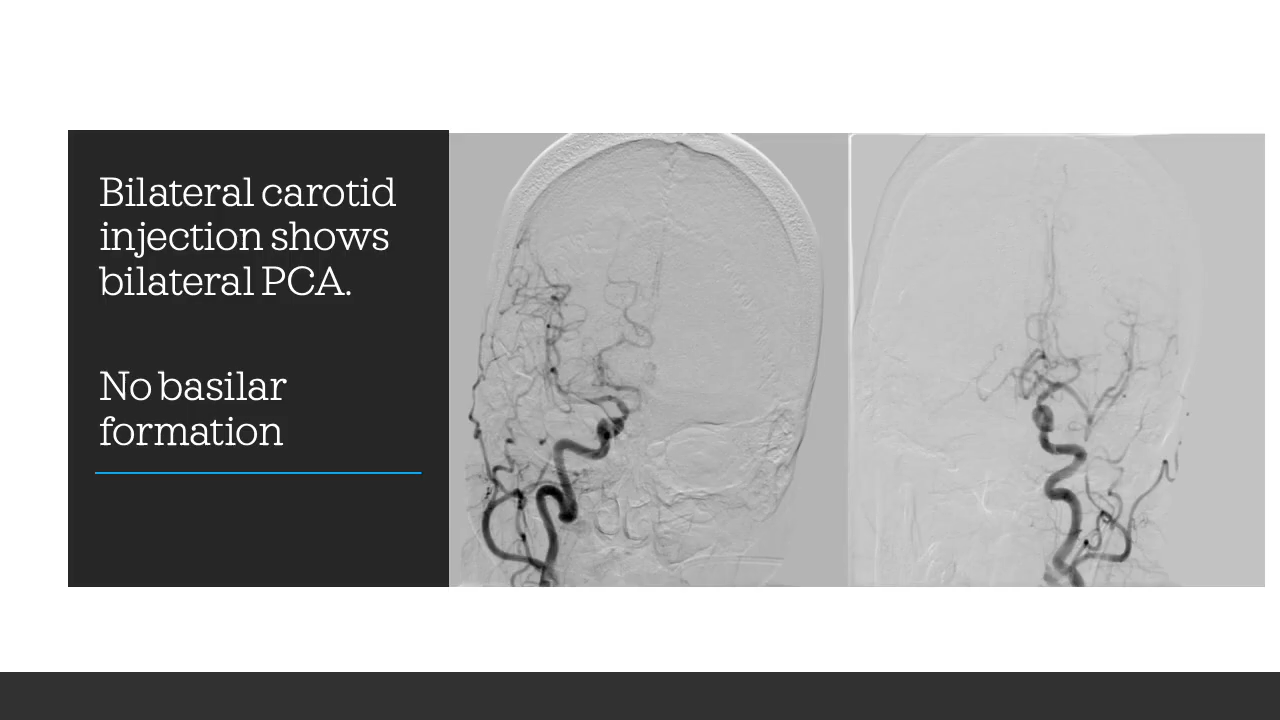 Bilateral carotid
injection shows
bilateral PCA.
No basilar
formation